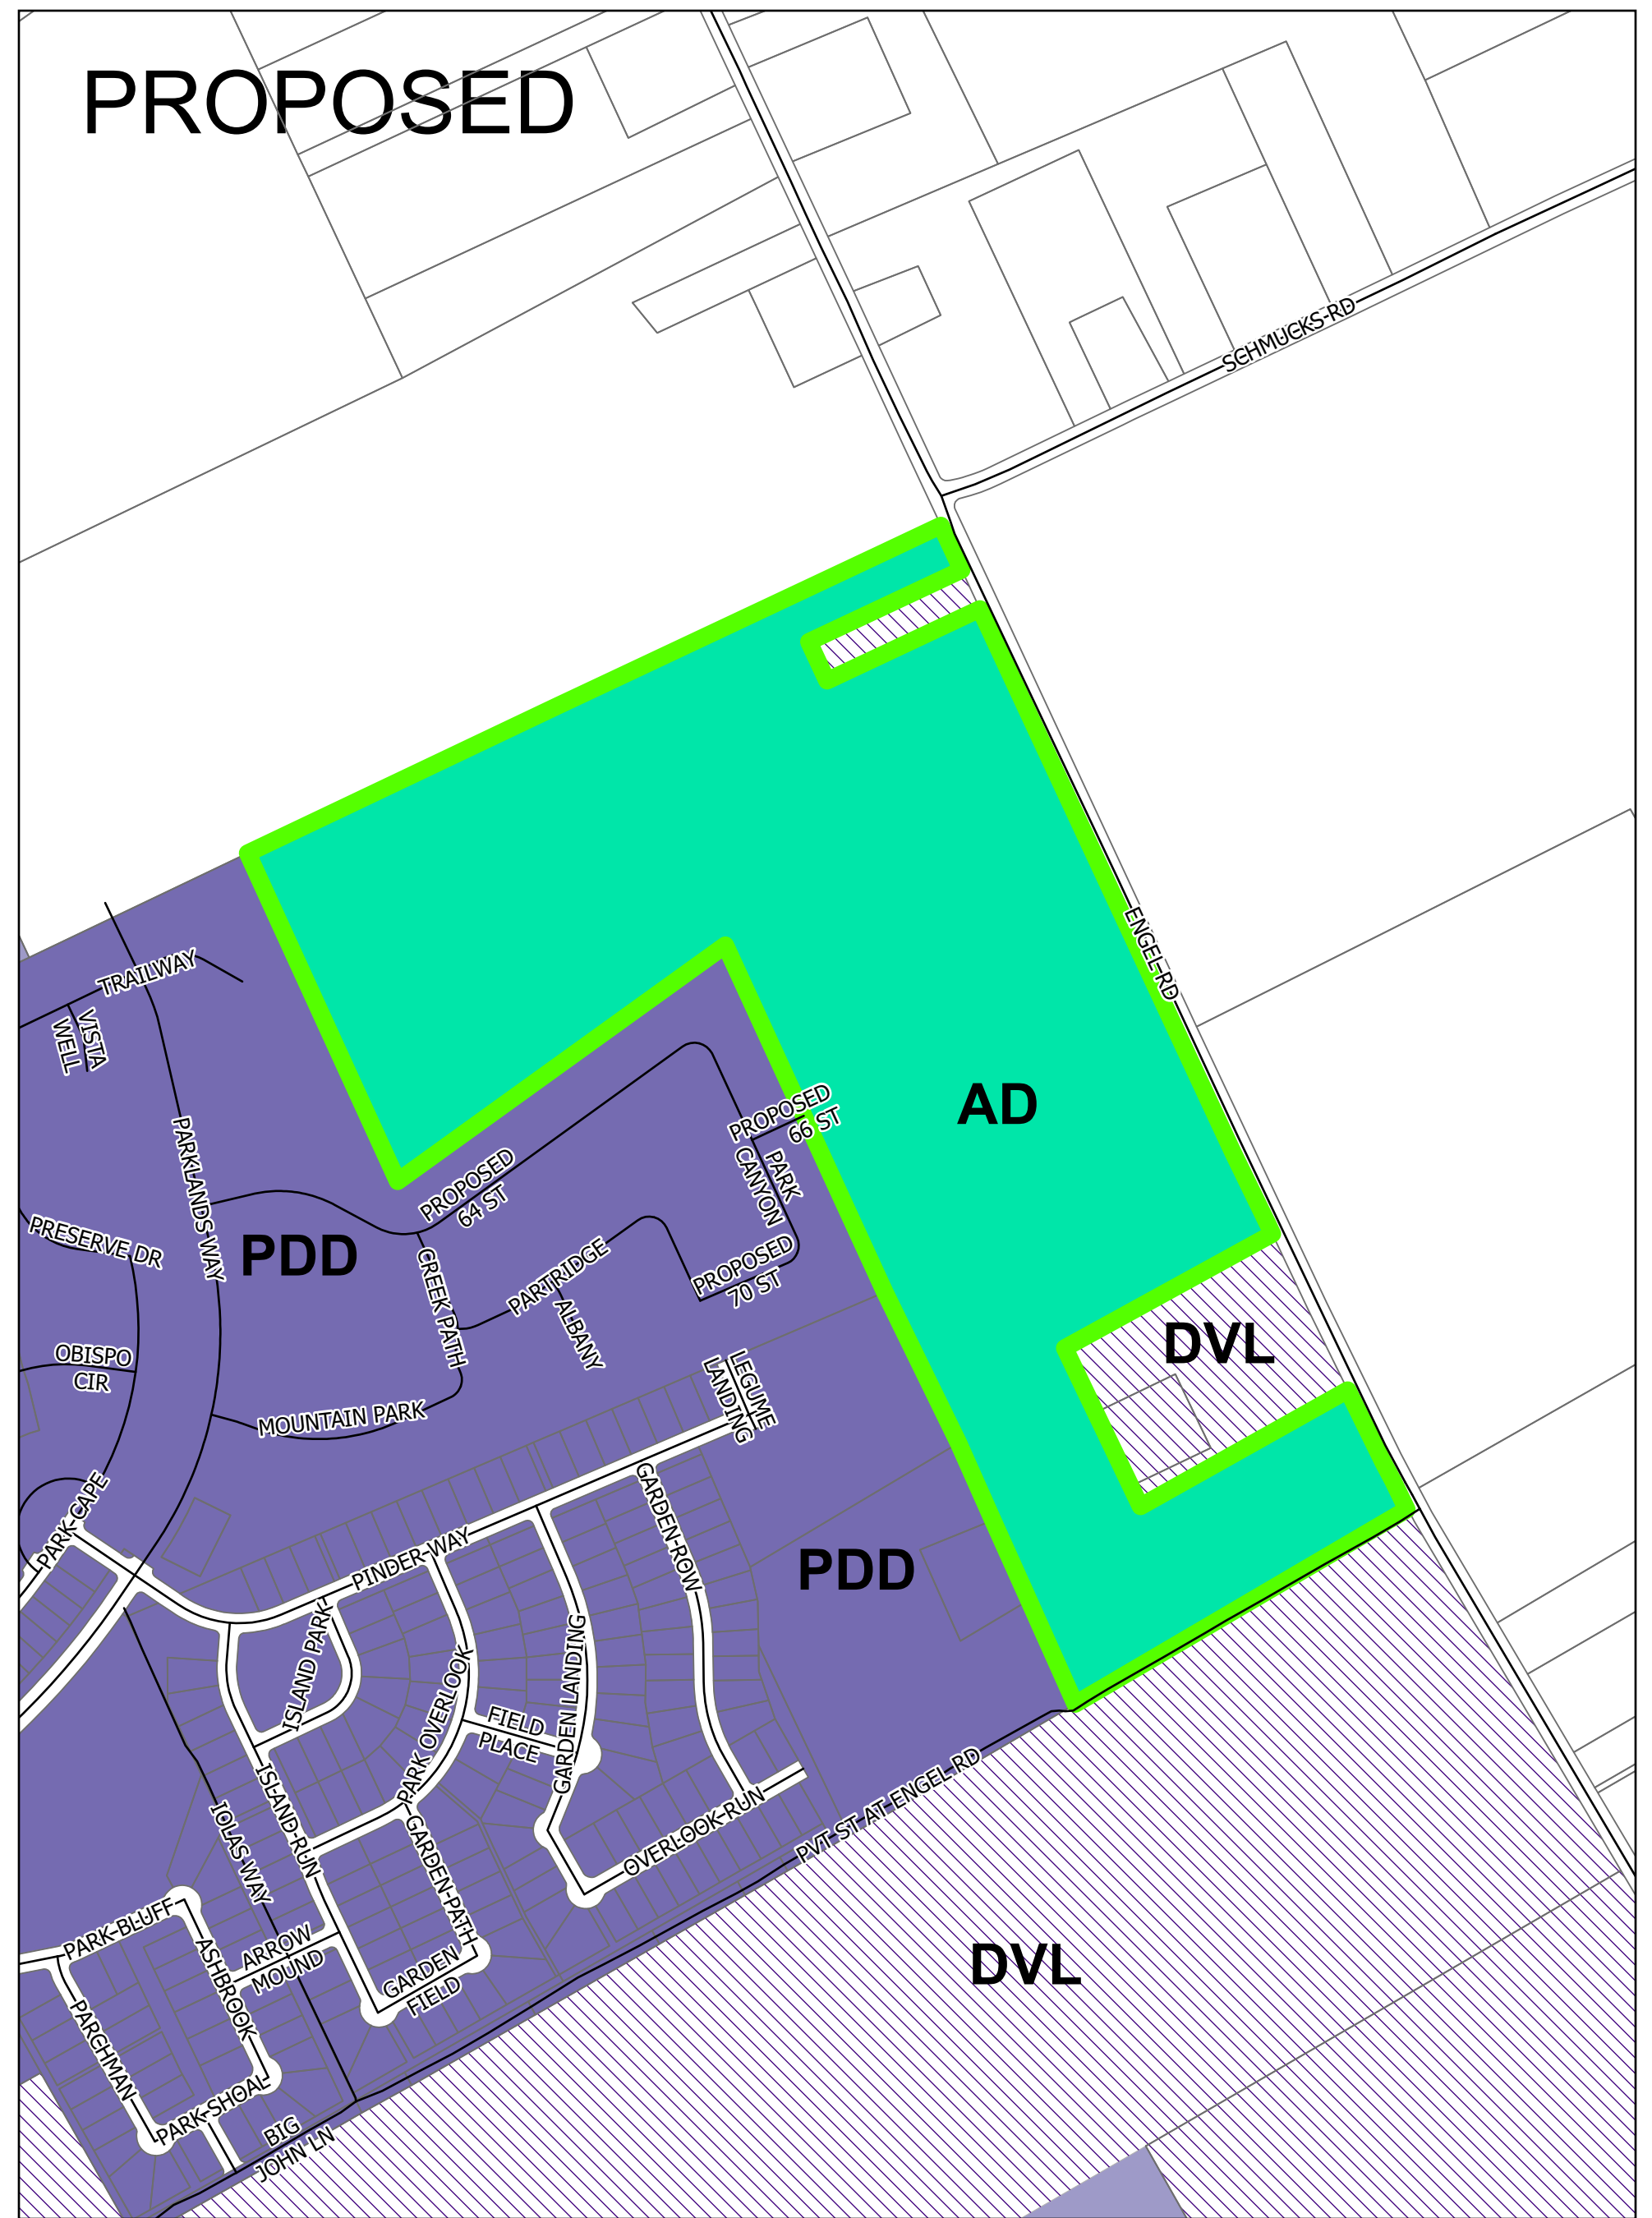 PROPOSED
SCHMUCKS RD
ENGEL RD
TRAILWAY
VISTA
WELL
PARKLANDS WAY
PROPOSED
66 ST
PARK
CANYON
PROPOSED
64 ST
AD
PRESERVE DR
PDD
CREEK PATH
PARTRIDGE
PROPOSED
70 ST
ALBANY
DVL
OBISPO
CIR
MOUNTAIN PARK
LEGUME
LANDING
PARK CAPE
PINDER WAY
GARDEN ROW
PDD
ISLAND PARK
PARK OVERLOOK
GARDEN LANDING
FIELD
PLACE
ISLAND RUN
IOLAS WAY
GARDEN PATH
OVERLOOK RUN
PVT ST AT ENGEL RD
PARK BLUFF
ASHBROOK
ARROW
MOUND
GARDEN
FIELD
DVL
PARCHMAN
PARK SHOAL
BIG
JOHN LN